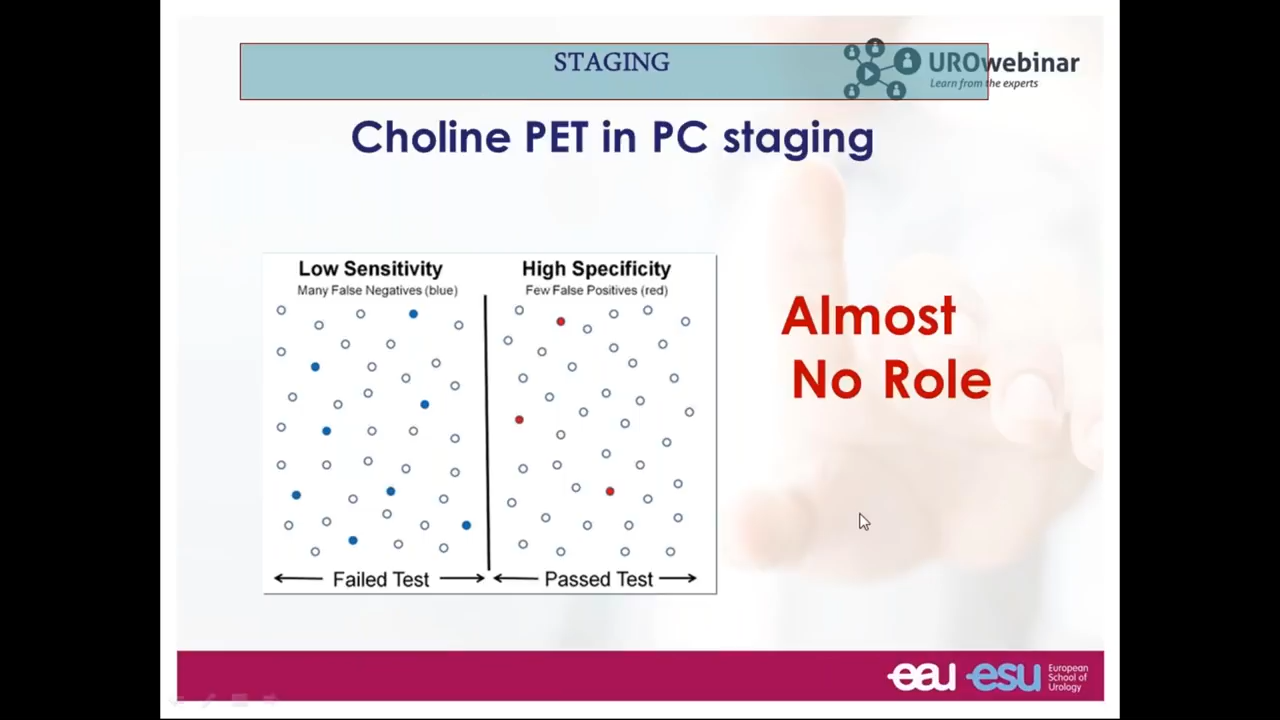 STAGING
UROwebinar
Learn from the experts
Choline PET in PC staging
Low Sensitivity
Many False Negatives (blue)
High Specificity
Few False Positives (red)
Failed Test
Passed Test
Almost
No Role
eau esu European
School of
Urology